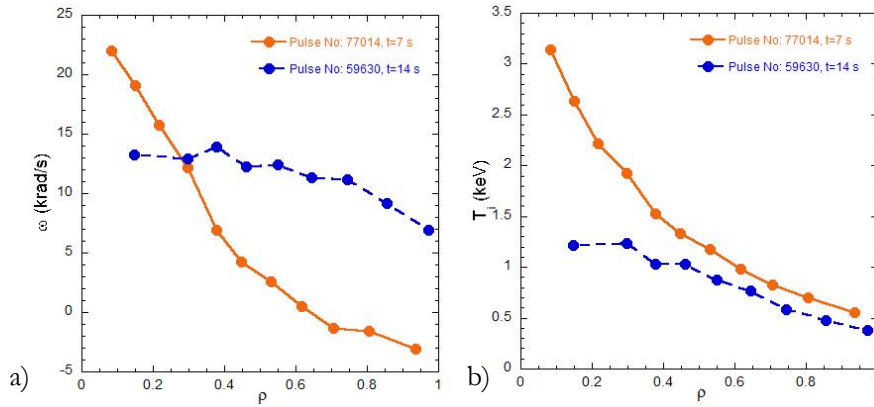 25
20
15
10
5
0
-5
ω (krad/s)
Pulse No: 77014, t=7 s
Pulse No: 59630, t=14 s
0
0.2
0.4
0.6
0.8
1
ρ
a)
3.5
3
2.5
2
1.5
1
0.5
0
T_i (keV)
Pulse No: 77014, t=7 s
Pulse No: 59630, t=14 s
0
0.2
0.4
0.6
0.8
1
ρ
b)